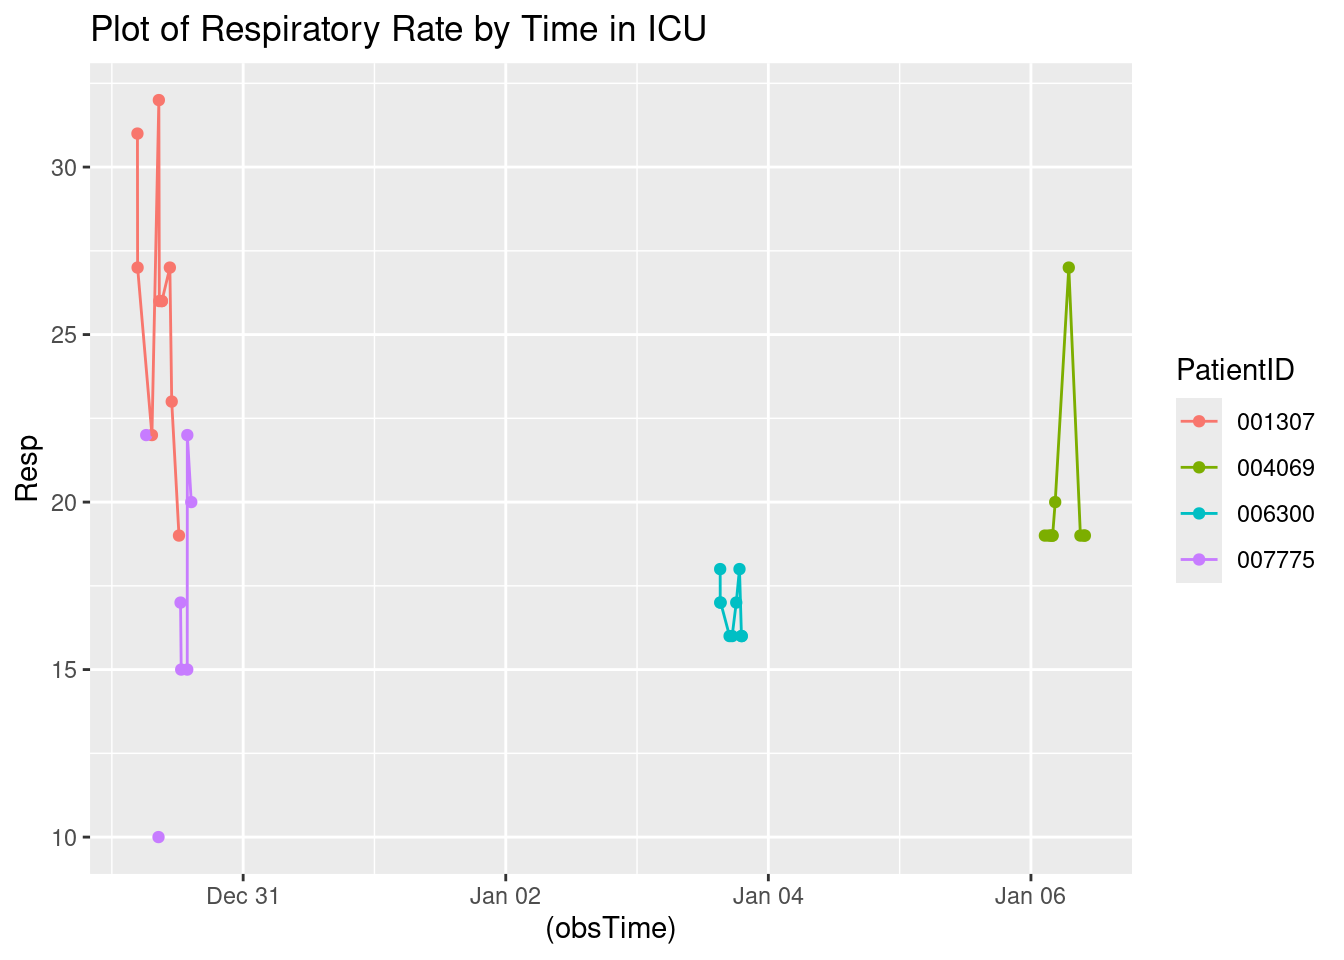 Plot of Respiratory Rate by Time in ICU
30
25
20
15
10
Resp
Dec 31
Jan 02
Jan 04
Jan 06
(obsTime)
PatientID
001307
004069
006300
007775